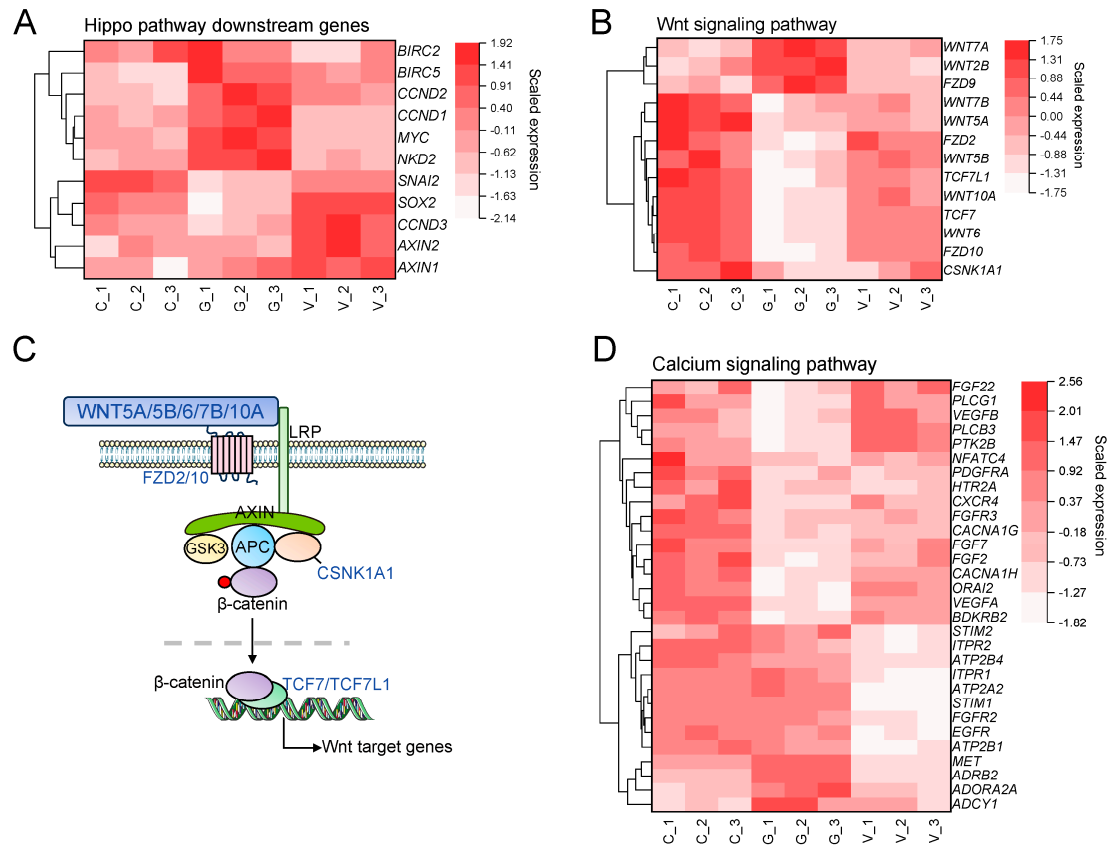 A
Hippo pathway downstream genes
BIRC2
BIRC5
CCND2
CCND1
MYC
NKD2
SNAI2
SOX2
CCND3
AXIN2
AXIN1
C_1 C_2 C_3 G_1 G_2 G_3 V_1 V_2 V_3
1.92
1.41
0.91
0.40
-0.11
-0.62
-1.13
-1.63
-2.14
Scaled expression
B
Wnt signaling pathway
WNT7A
WNT2B
FZD9
WNT7B
WNT5A
FZD2
WNT5B
TCF7L1
WNT10A
TCF7
WNT6
FZD10
CSNK1A1
C_1 C_2 C_3 G_1 G_2 G_3 V_1 V_2 V_3
1.75
1.31
0.88
0.44
0.00
-0.44
-0.88
-1.31
-1.75
Scaled expression
C
WNT5A/5B/6/7B/10A
LRP
FZD2/10
AXIN
GSK3
APC
CSNK1A1
β-catenin
β-catenin
TCF7/TCF7L1
Wnt target genes
D
Calcium signaling pathway
FGF22
PLCG1
VEGFB
PLCB3
PTK2B
NFATC4
PDGFRA
HTR2A
CXCR4
FGFR3
CACNA1G
FGF7
FGF2
CACNA1H
ORAI2
VEGFA
BDKRB2
STIM2
ITPR2
ATP2B4
ITPR1
ATP2A2
STIM1
FGFR2
EGFR
ATP2B1
MET
ADRB2
ADORA2A
ADCY1
C_1 C_2 C_3 G_1 G_2 G_3 V_1 V_2 V_3
2.56
2.01
1.47
0.92
0.37
-0.18
-0.73
-1.27
-1.82
Scaled expression